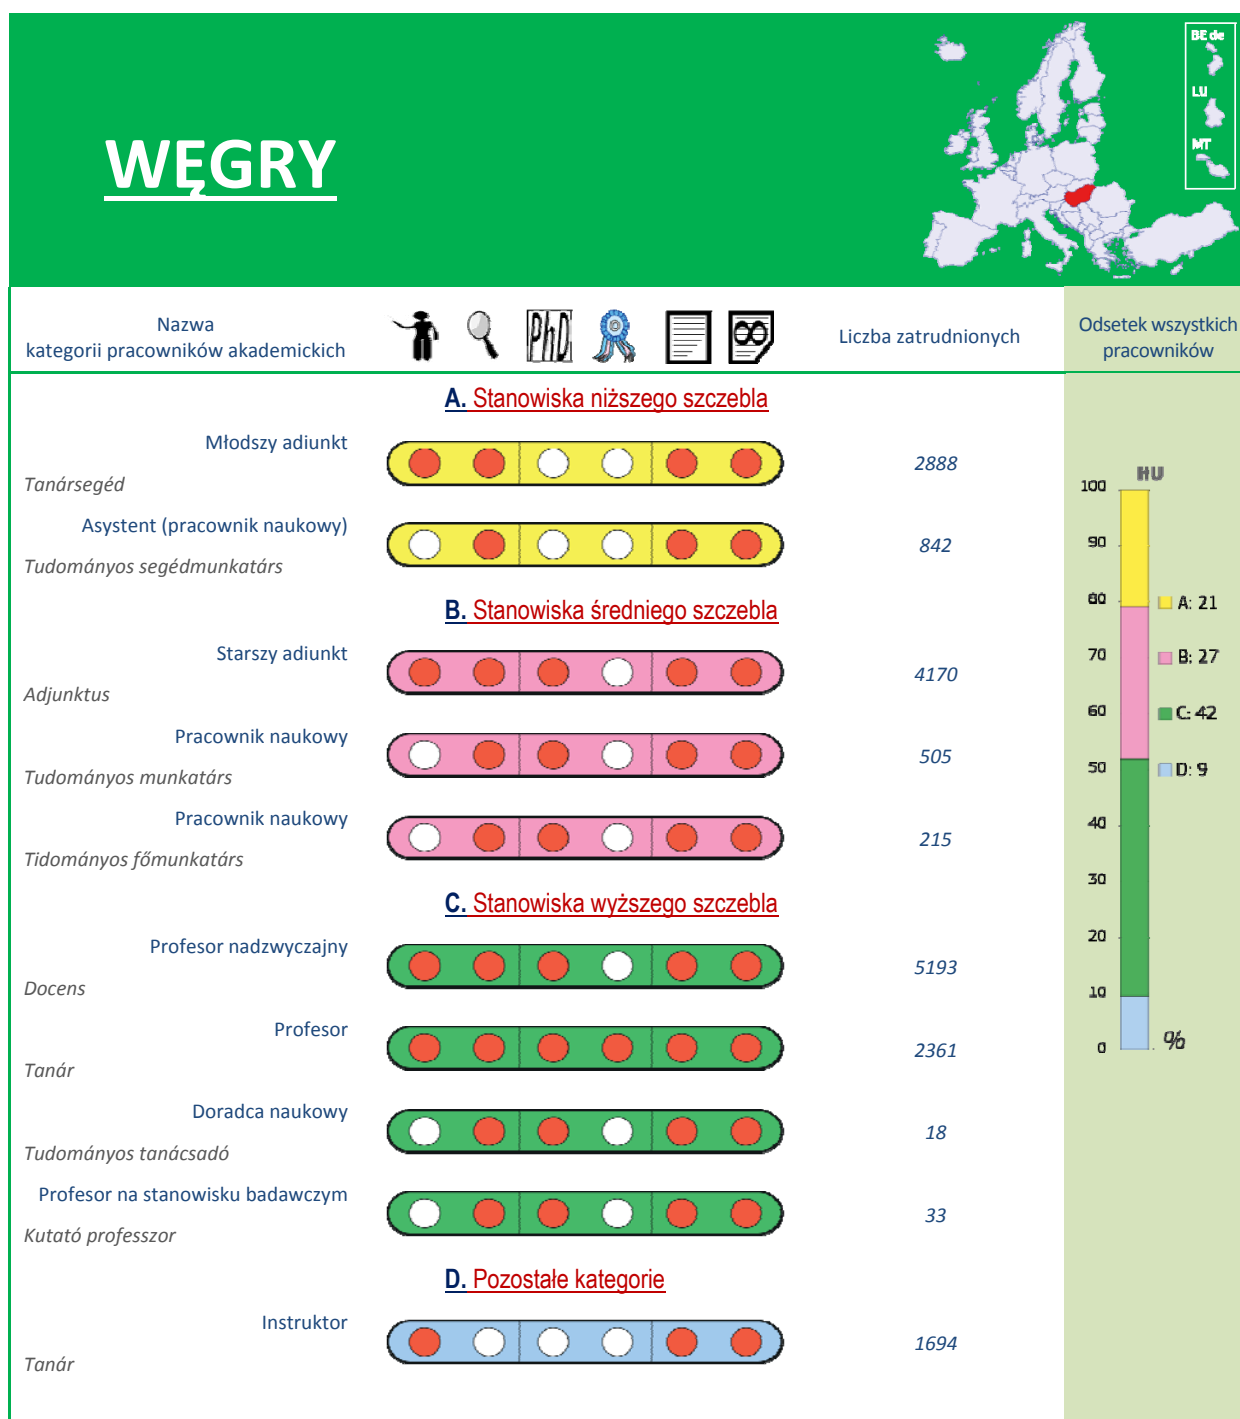 BE de
LU
MT
WĘGRY
Nazwa
kategorii pracowników akademickich
PhD
Liczba zatrudnionych
Odsetek wszystkich
pracowników
A. Stanowiska niższego szczebla
Młodszy adiunkt
2888
Tanársegéd
Asystent (pracownik naukowy)
842
Tudományos segédmunkatárs
B. Stanowiska średniego szczebla
Starszy adiunkt
4170
Adjunktus
Pracownik naukowy
505
Tudományos munkatárs
Pracownik naukowy
215
Tidományos főmunkatárs
C. Stanowiska wyższego szczebla
Profesor nadzwyczajny
5193
Docens
Profesor
2361
Tanár
Doradca naukowy
18
Tudományos tanácsadó
Profesor na stanowisku badawczym
33
Kutató professzor
D. Pozostałe kategorie
Instruktor
1694
Tanár
HU
100
90
80
70
60
50
40
30
20
10
0
%
A: 21
B: 27
C: 42
D: 9